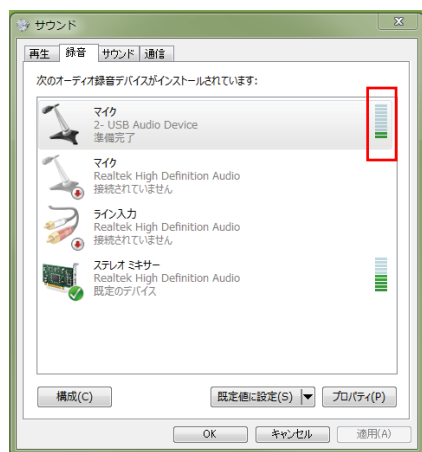 サウンド
再生 録音 サウンド 通信
次のオーディオ録音デバイスがインストールされています:
マイク
2- USB Audio Device
準備完了
マイク
Realtek High Definition Audio
接続されていません
ライン入力
Realtek High Definition Audio
接続されていません
ステレオ ミキサー
Realtek High Definition Audio
既定のデバイス
構成(C) 既定値に設定(S) プロパティ(P)
OK キャンセル 適用(A)